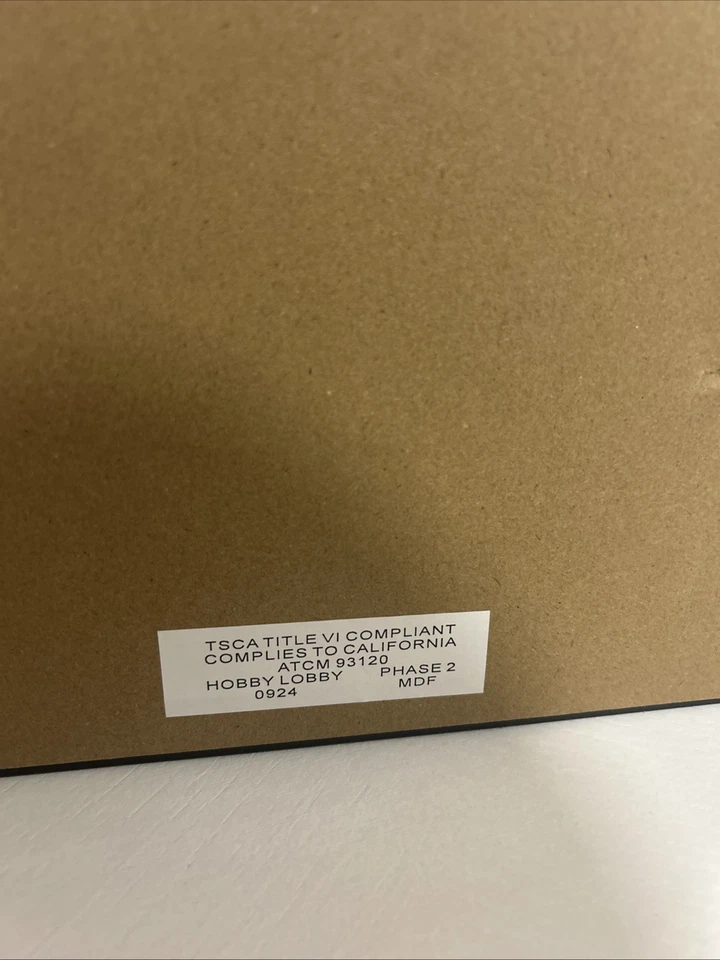 TSCA TITLE VI COMPLIANT
COMPLIES TO CALIFORNIA
ATCM 93120
HOBBY LOBBY PHASE 2
0924 MDF